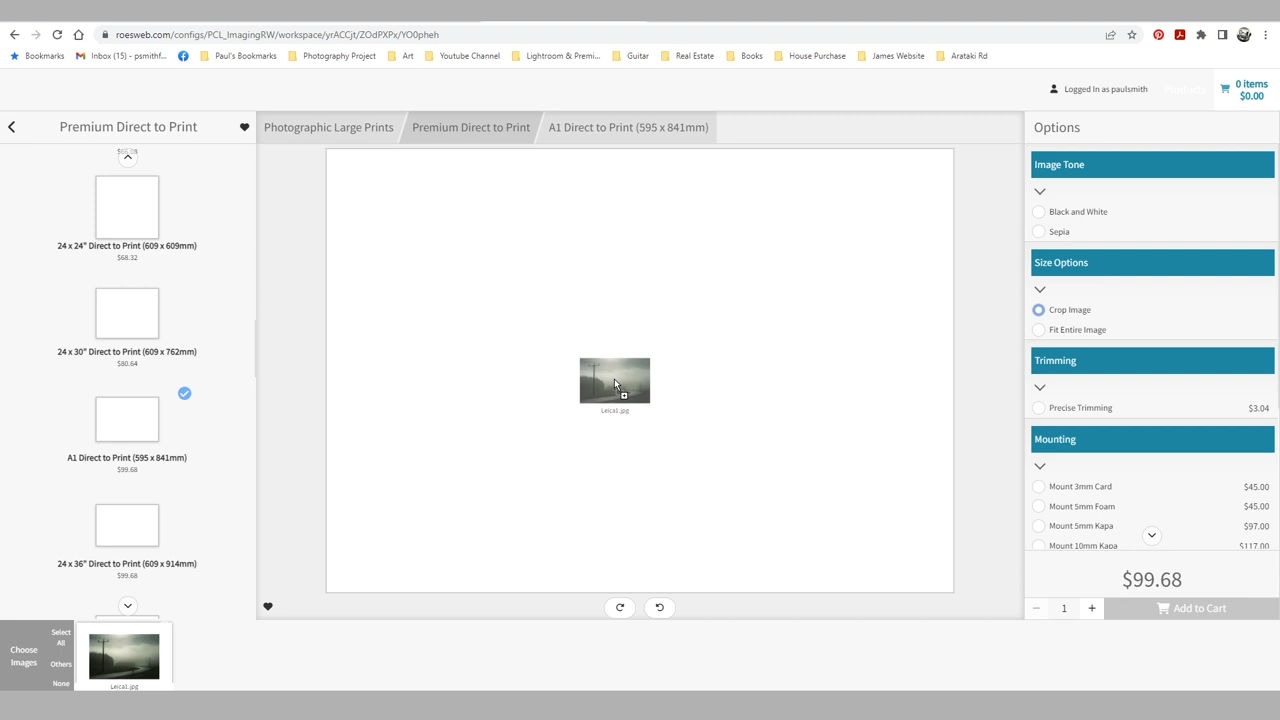 roesweb.com/configs/PCL_ImagingRW/workspace/yrACCjt/ZOdPXPx/YO0pheh
Bookmarks
Inbox (15) - psmithf...
Paul's Bookmarks
Photography Project
Art
Youtube Channel
Lightroom & Premi...
Guitar
Real Estate
Books
House Purchase
James Website
Arataki Rd
Logged In as paulsmith
Products
0 items
$0.00
Premium Direct to Print
Photographic Large Prints
Premium Direct to Print
A1 Direct to Print (595 x 841mm)
Options
24 x 24" Direct to Print (609 x 609mm)
$68.32
24 x 30" Direct to Print (609 x 762mm)
$80.64
A1 Direct to Print (595 x 841mm)
$99.68
24 x 36" Direct to Print (609 x 914mm)
$99.68
Leica1.jpg
Image Tone
Black and White
Sepia
Size Options
Crop Image
Fit Entire Image
Trimming
Precise Trimming $3.04
Mounting
Mount 3mm Card $45.00
Mount 5mm Foam $45.00
Mount 5mm Kapa $97.00
Mount 10mm Kapa $117.00
$99.68
1
Add to Cart
Choose
Images
Select
All
Others
None
Leica1.jpg